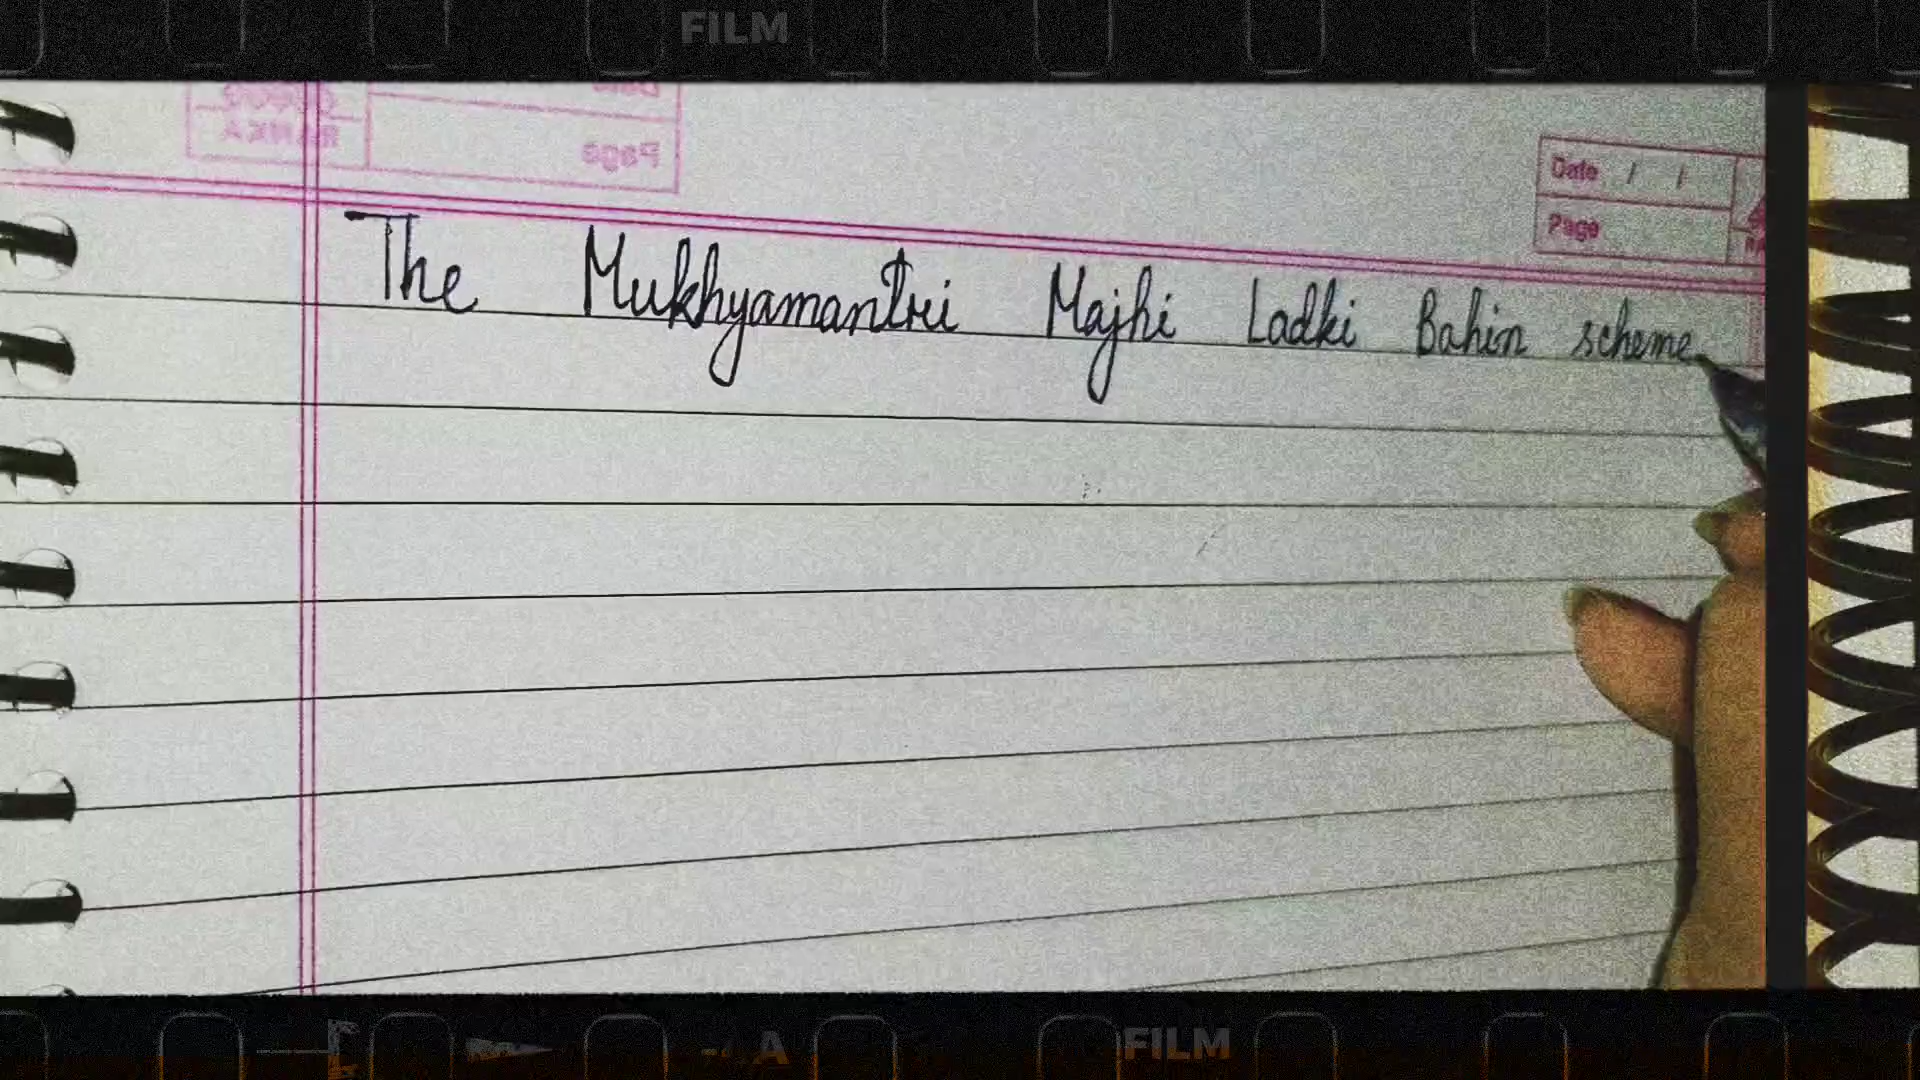 FILM
Date / /
Page
The Mukhyamantri Majhi Ladki Bahin scheme
FILM